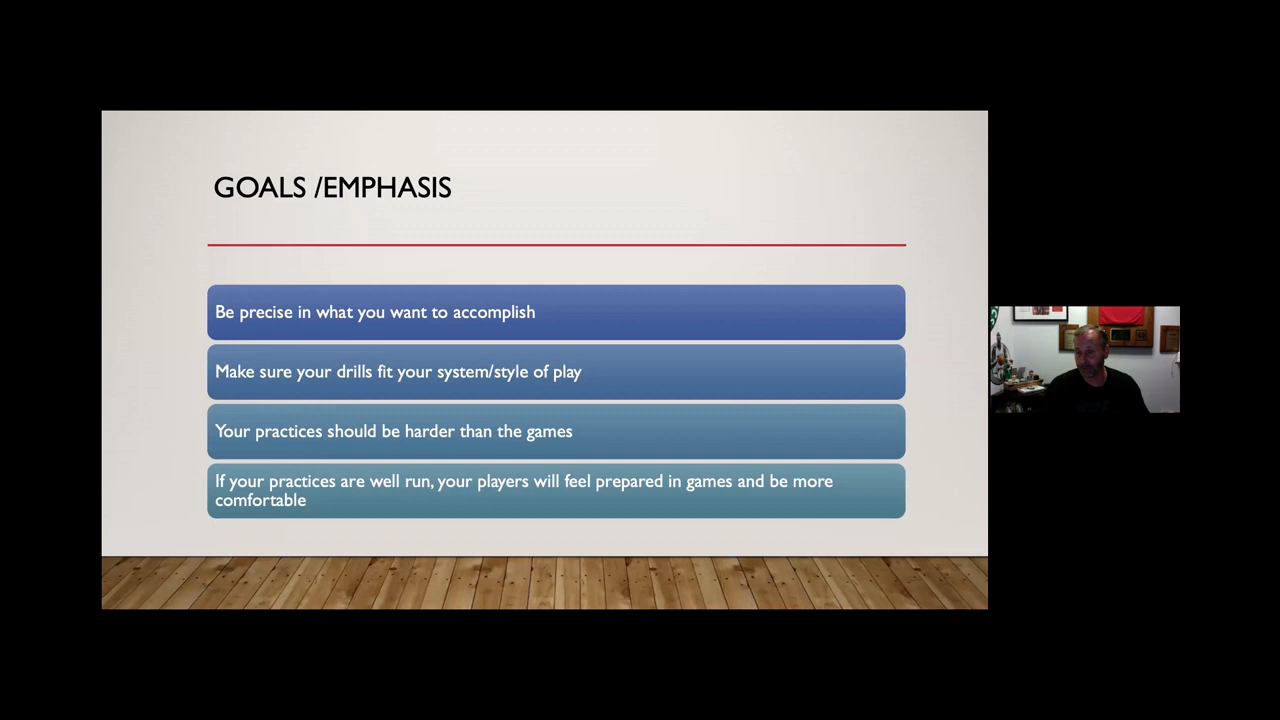 GOALS /EMPHASIS
Be precise in what you want to accomplish
Make sure your drills fit your system/style of play
Your practices should be harder than the games
If your practices are well run, your players will feel prepared in games and be more
comfortable